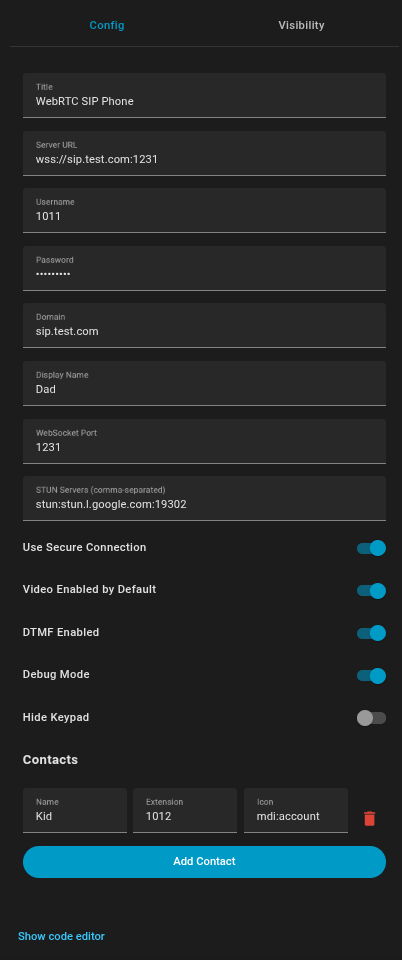 Config Visibility
Title
WebRTC SIP Phone
Server URL
wss://sip.test.com:1231
Username
1011
Password
•••••••••
Domain
sip.test.com
Display Name
Dad
WebSocket Port
1231
STUN Servers (comma-separated)
stun:stun.l.google.com:19302
Use Secure Connection
Video Enabled by Default
DTMF Enabled
Debug Mode
Hide Keypad
Contacts
Name Extension Icon
Kid 1012 mdi:account
Add Contact
Show code editor